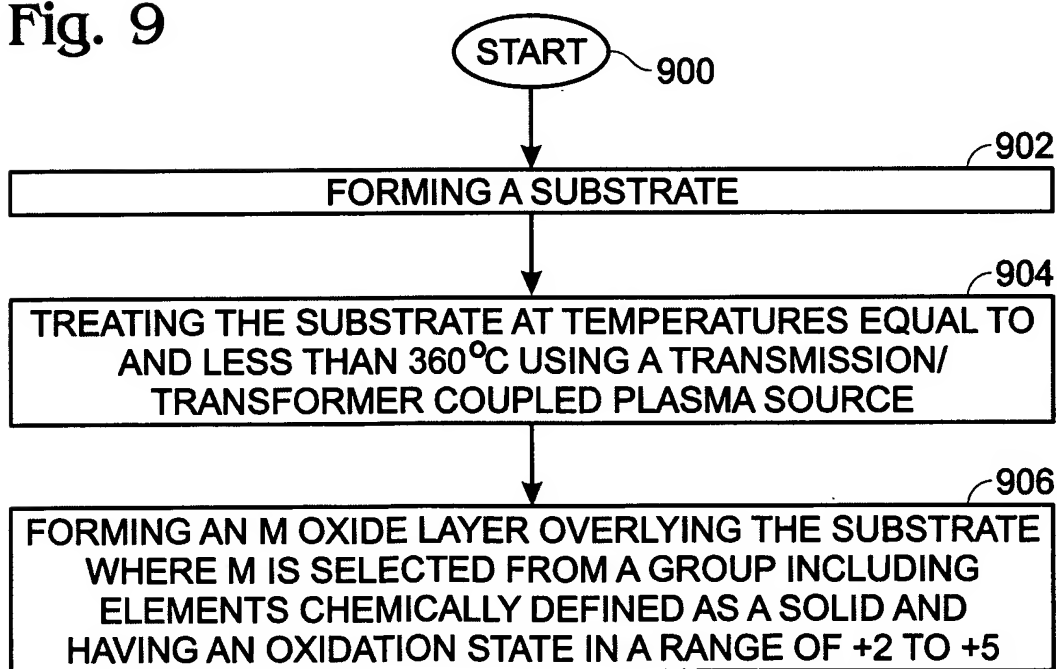 Fig. 9
START
900
902
FORMING A SUBSTRATE
904
TREATING THE SUBSTRATE AT TEMPERATURES EQUAL TO
AND LESS THAN 360°C USING A TRANSMISSION/
TRANSFORMER COUPLED PLASMA SOURCE
906
FORMING AN M OXIDE LAYER OVERLYING THE SUBSTRATE
WHERE M IS SELECTED FROM A GROUP INCLUDING
ELEMENTS CHEMICALLY DEFINED AS A SOLID AND
HAVING AN OXIDATION STATE IN A RANGE OF +2 TO +5